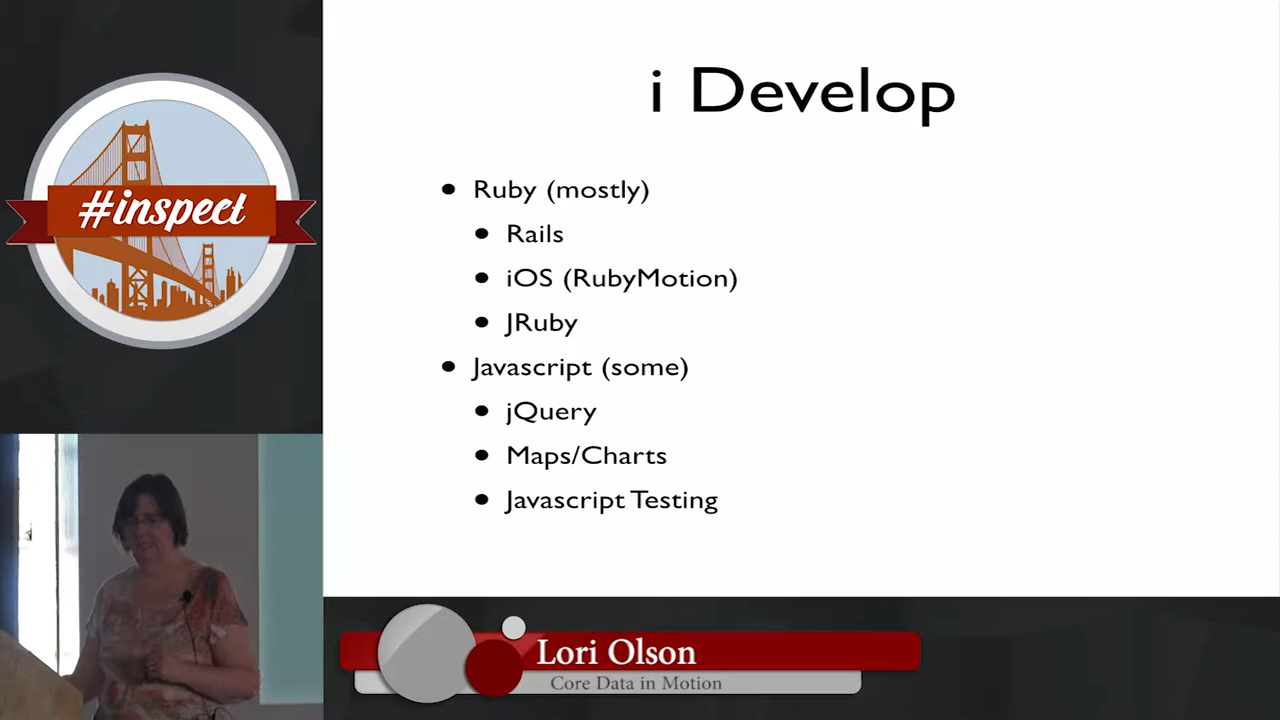 #inspect
i Develop
Ruby (mostly)
Rails
iOS (RubyMotion)
JRuby
Javascript (some)
jQuery
Maps/Charts
Javascript Testing
Lori Olson
Core Data in Motion